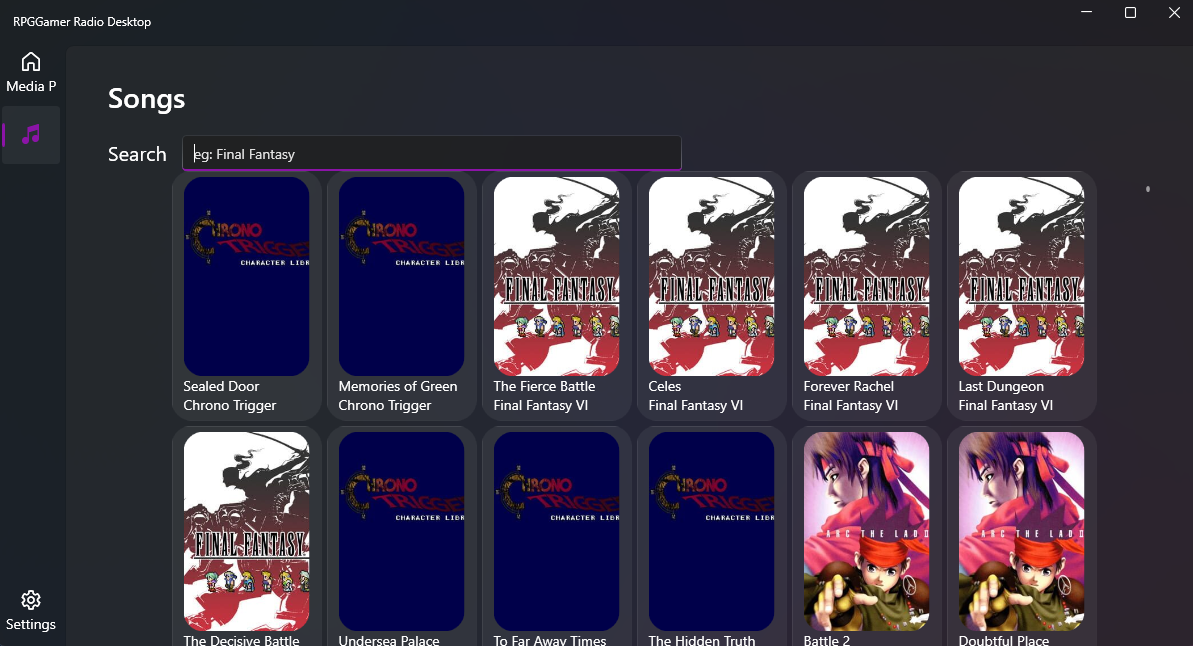 RPGGamer Radio Desktop
Media P
Songs
Search eg: Final Fantasy
CHRONO TRIGGER
CHARACTER LIBR
CHRONO TRIGGER
CHARACTER LIBR
FINAL FANTASY
FINAL FANTASY
FINAL FANTASY
FINAL FANTASY
Sealed Door
Chrono Trigger
Memories of Green
Chrono Trigger
The Fierce Battle
Final Fantasy VI
Celes
Final Fantasy VI
Forever Rachel
Final Fantasy VI
Last Dungeon
Final Fantasy VI
FINAL FANTASY
CHRONO TRIGGER
CHARACTER LIBR
CHRONO TRIGGER
CHARACTER LIBR
CHRONO TRIGGER
CHARACTER LIBR
ARC THE LAD
ARC THE LAD
The Decisive Battle
Undersea Palace
To Far Away Times
The Hidden Truth
Battle 2
Doubtful Place
Settings